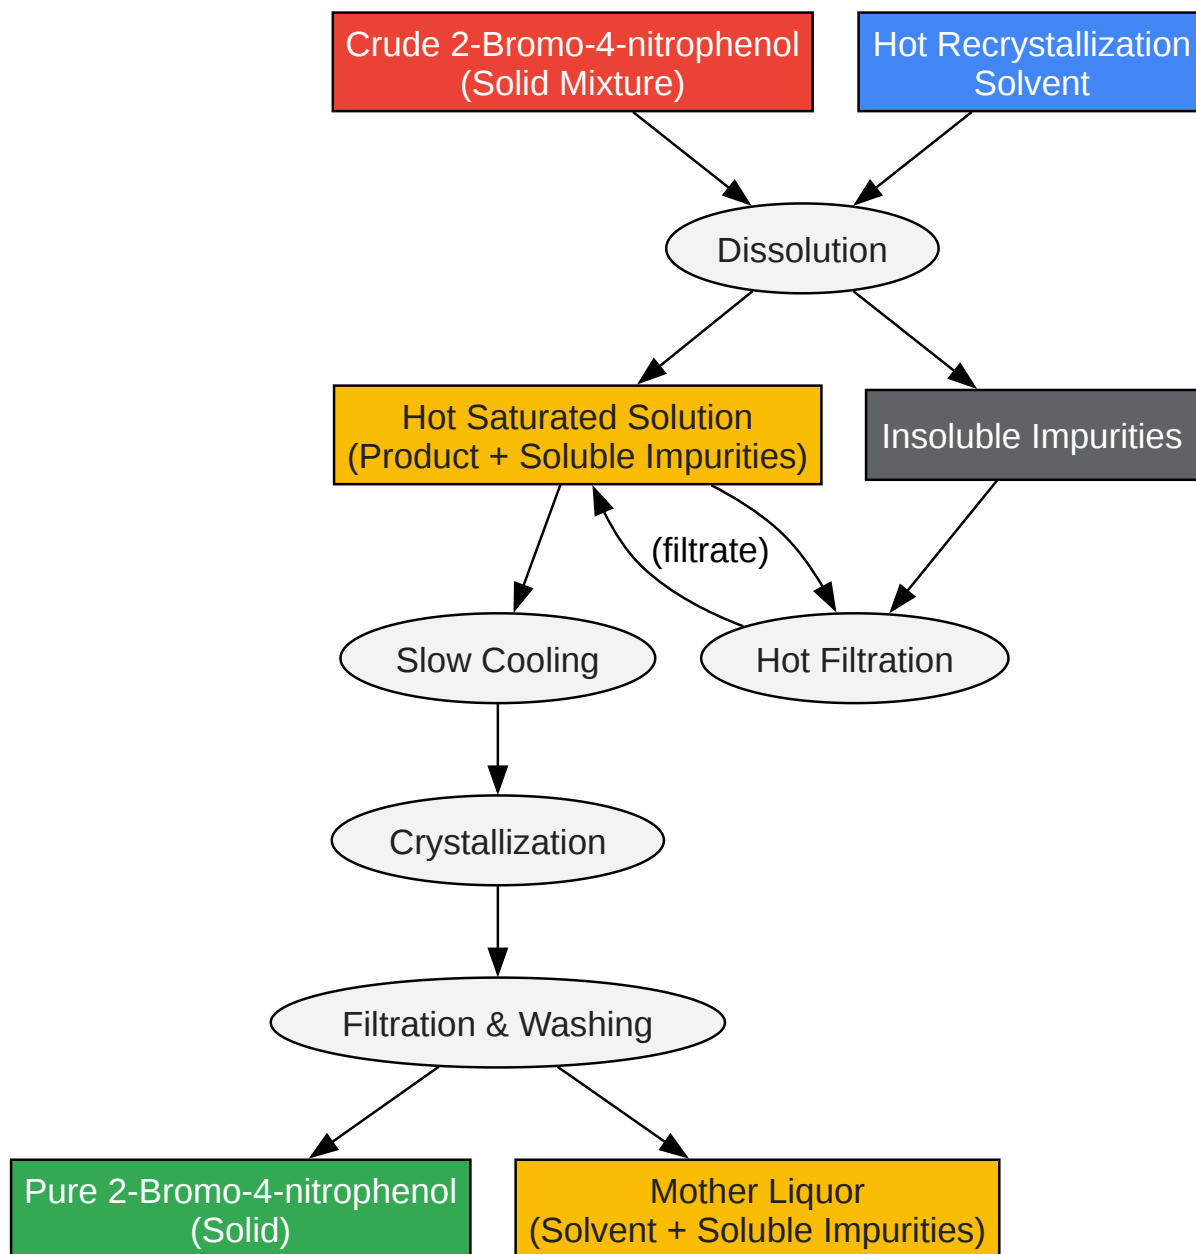 Crude 2-Bromo-4-nitrophenol
(Solid Mixture)
Hot Recrystallization
Solvent
Dissolution
Hot Saturated Solution
(Product + Soluble Impurities)
Insoluble Impurities
(filtrate)
Slow Cooling
Hot Filtration
Crystallization
Filtration & Washing
Pure 2-Bromo-4-nitrophenol
(Solid)
Mother Liquor
(Solvent + Soluble Impurities)